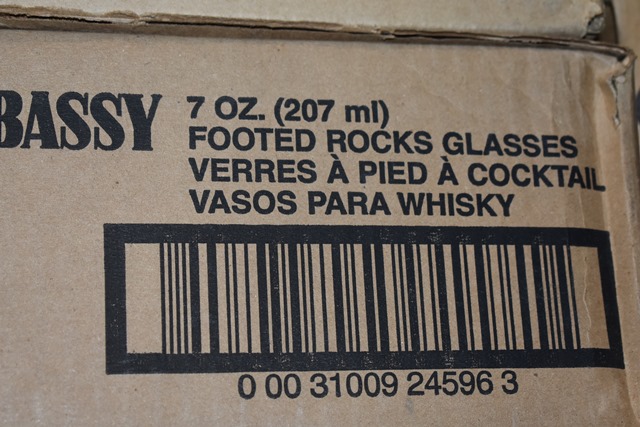 BASSY
7 OZ. (207 ml)
FOOTED ROCKS GLASSES
VERRES À PIED À COCKTAIL
VASOS PARA WHISKY
0 00 31009 24596 3